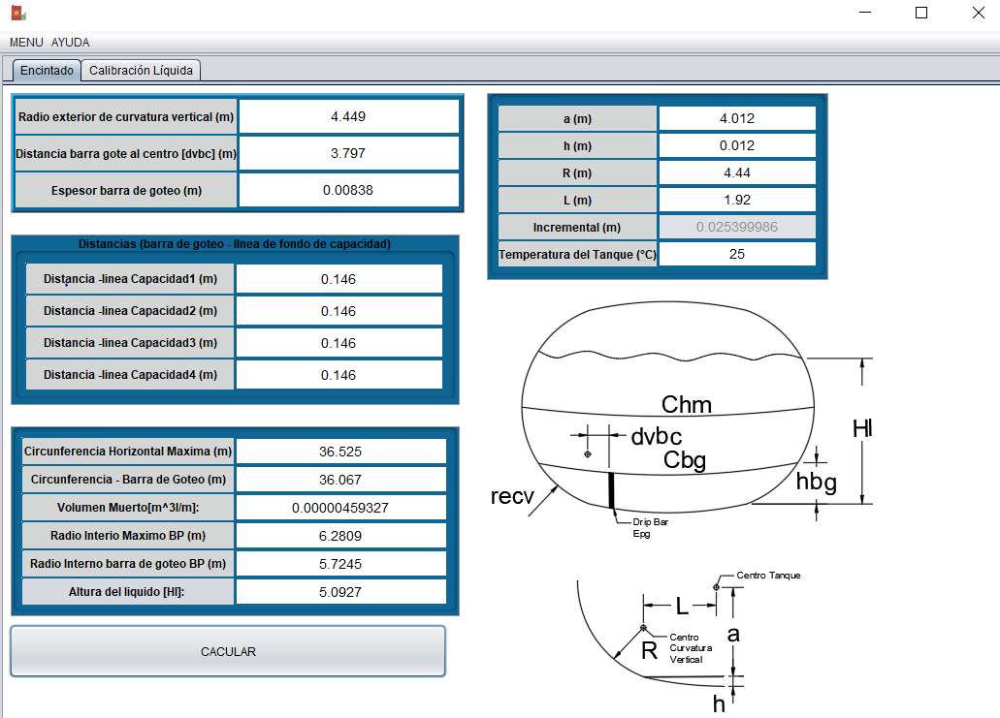 MENU AYUDA
Encintado Calibración Líquida
Radio exterior de curvatura vertical (m) 4.449
Distancia barra gote al centro [dvbc] (m) 3.797
Espesor barra de goteo (m) 0.00838
Distancias (barra de goteo - linea de fondo de capacidad)
Distancia -linea Capacidad1 (m) 0.146
Distancia -linea Capacidad2 (m) 0.146
Distancia -linea Capacidad3 (m) 0.146
Distancia -linea Capacidad4 (m) 0.146
Circunferencia Horizontal Maxima (m) 36.525
Circunferencia - Barra de Goteo (m) 36.067
Volumen Muerto[m^3l/m]: 0.00000459327
Radio Interio Maximo BP (m) 6.2809
Radio Interno barra de goteo BP (m) 5.7245
Altura del liquido [Hl]: 5.0927
CACULAR
a (m) 4.012
h (m) 0.012
R (m) 4.44
L (m) 1.92
Incremental (m) 0.025399986
Temperatura del Tanque (°C) 25
Chm
Hl
dvbc
Cbg
hbg
recv
Drip Bar
Epg
Centro Tanque
L
a
Centro
Curvatura
Vertical
R
h